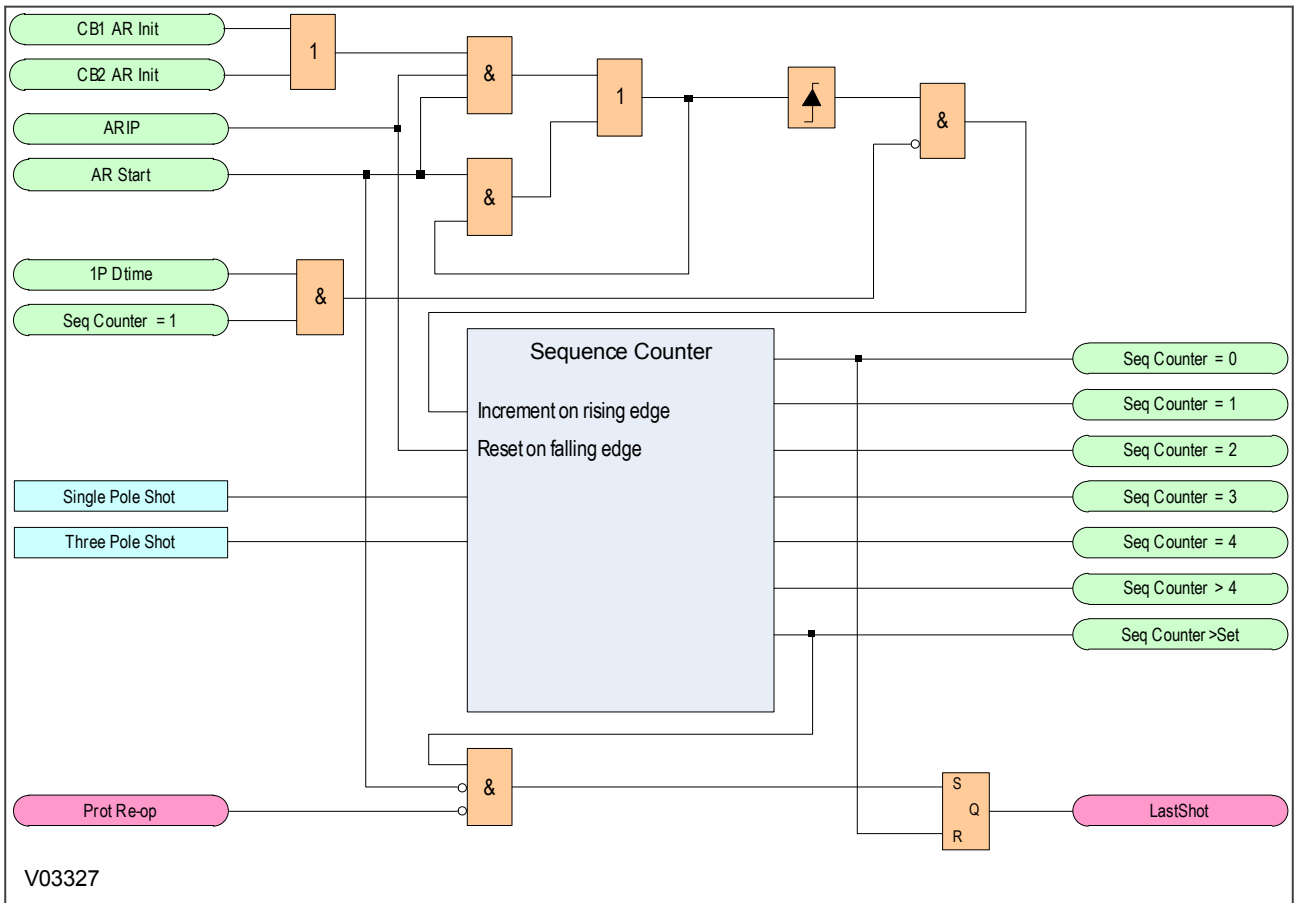 CB1 AR Init
1
&
1
CB2 AR Init
&
ARIP
AR Start
&
1P Dtime
&
Seq Counter = 1
Sequence Counter
Increment on rising edge
Reset on falling edge
Single Pole Shot
Three Pole Shot
Seq Counter = 0
Seq Counter = 1
Seq Counter = 2
Seq Counter = 3
Seq Counter = 4
Seq Counter > 4
Seq Counter >Set
Prot Re-op
&
S
Q
R
LastShot
V03327